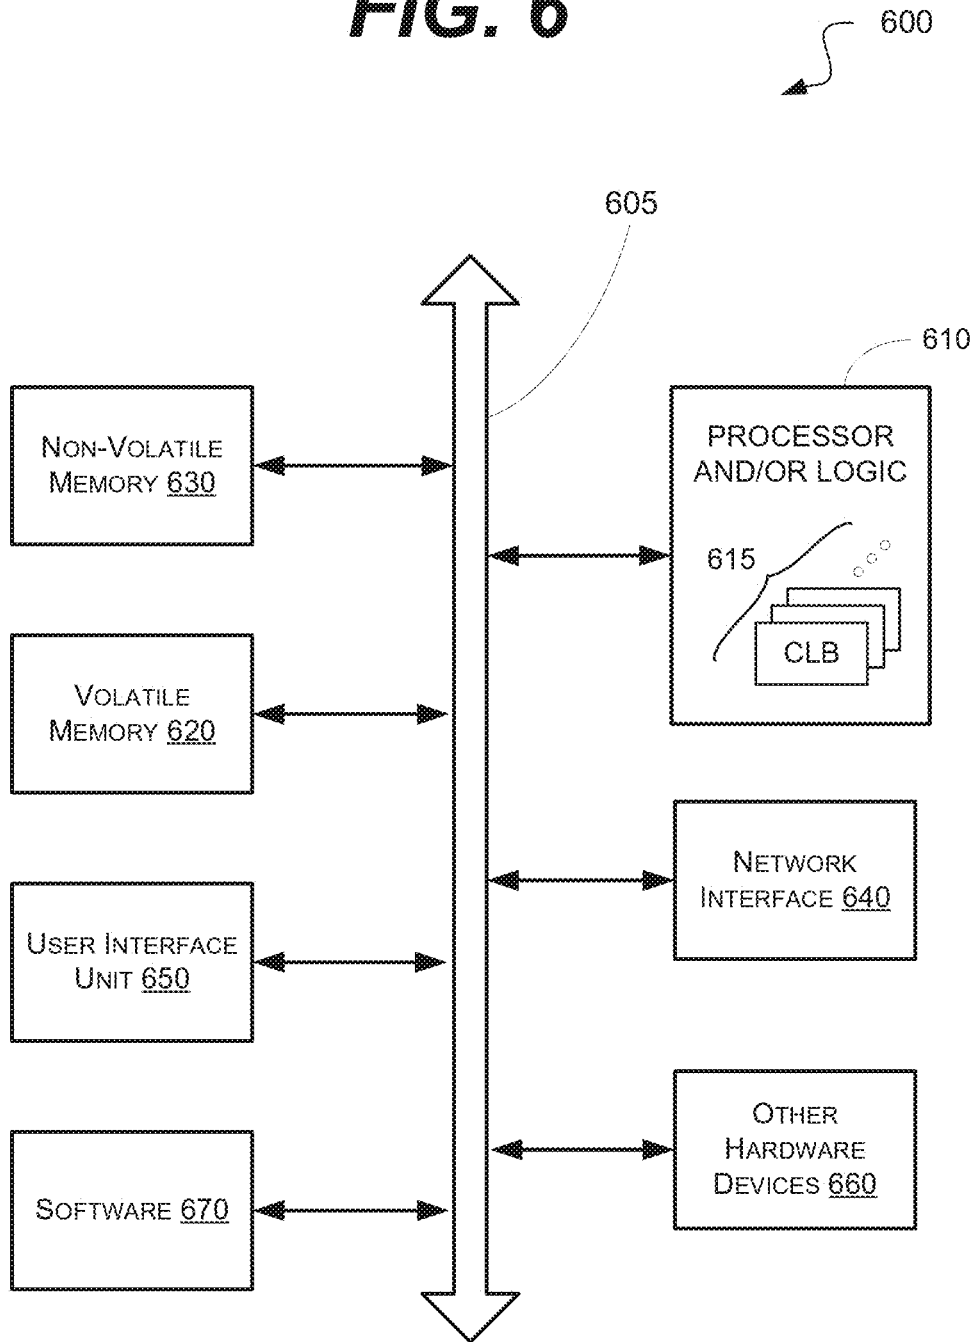 FIG. 6
600
605
610
NON-VOLATILE
MEMORY 630
PROCESSOR
AND/OR LOGIC
615
CLB
VOLATILE
MEMORY 620
NETWORK
INTERFACE 640
USER INTERFACE
UNIT 650
OTHER
HARDWARE
DEVICES 660
SOFTWARE 670